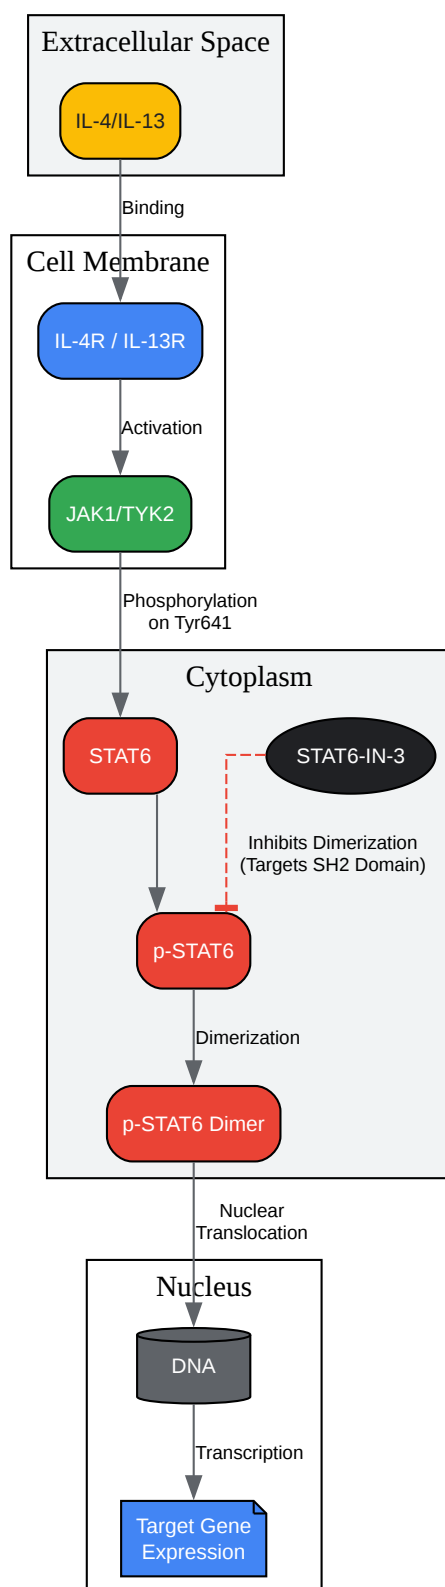 Extracellular Space
IL-4/IL-13
Binding
Cell Membrane
IL-4R / IL-13R
Activation
JAK1/TYK2
Phosphorylation
on Tyr641
Cytoplasm
STAT6
STAT6-IN-3
Inhibits Dimerization
(Targets SH2 Domain)
p-STAT6
Dimerization
p-STAT6 Dimer
Nuclear
Translocation
Nucleus
DNA
Transcription
Target Gene
Expression